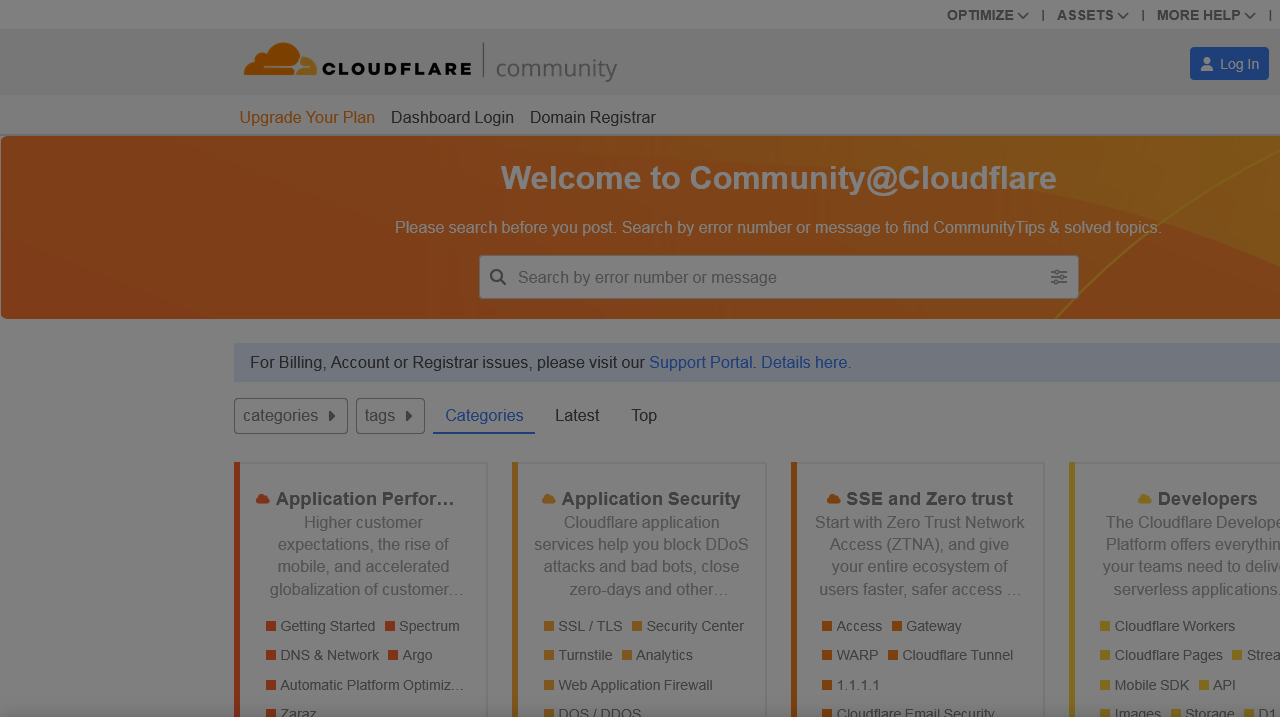 OPTIMIZE | ASSETS | MORE HELP |
CLOUDFLARE | community
Log In
Upgrade Your Plan Dashboard Login Domain Registrar
Welcome to Community@Cloudflare
Please search before you post. Search by error number or message to find CommunityTips & solved topics.
Search by error number or message
For Billing, Account or Registrar issues, please visit our Support Portal. Details here.
categories tags Categories Latest Top
Application Perfor…
Higher customer
expectations, the rise of
mobile, and accelerated
globalization of customer…
Getting Started Spectrum
DNS & Network Argo
Automatic Platform Optimiz…
Zaraz
Application Security
Cloudflare application
services help you block DDoS
attacks and bad bots, close
zero-days and other…
SSL / TLS Security Center
Turnstile Analytics
Web Application Firewall
DOS / DDOS
SSE and Zero trust
Start with Zero Trust Network
Access (ZTNA), and give
your entire ecosystem of
users faster, safer access …
Access Gateway
WARP Cloudflare Tunnel
1.1.1.1
Cloudflare Email Security
Developers
The Cloudflare Develope
Platform offers everythin
your teams need to delive
serverless applications.
Cloudflare Workers
Cloudflare Pages Strea
Mobile SDK API
Images Storage D1